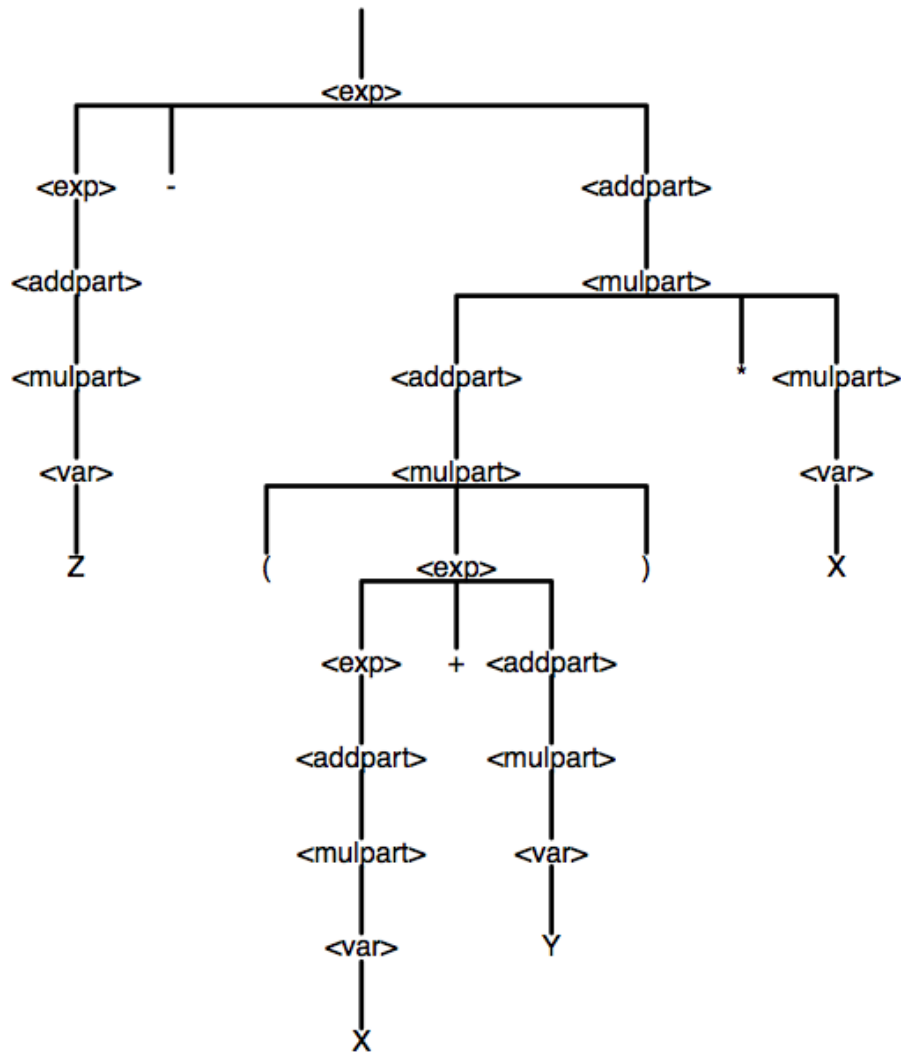 <exp>
<exp> - <addpart>
<addpart> <mulpart>
<mulpart> <addpart> * <mulpart>
<var> <mulpart> <var>
Z ( <exp> ) X
<exp> + <addpart>
<addpart> <mulpart>
<mulpart> <var>
<var> Y
X